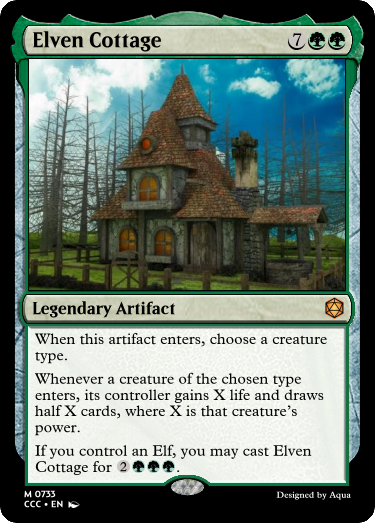 Elven Cottage 7
Legendary Artifact
When this artifact enters, choose a creature
type.
Whenever a creature of the chosen type
enters, its controller gains X life and draws
half X cards, where X is that creature's
power.
If you control an Elf, you may cast Elven
Cottage for 2.
M 0733
CCC • EN
Designed by Aqua